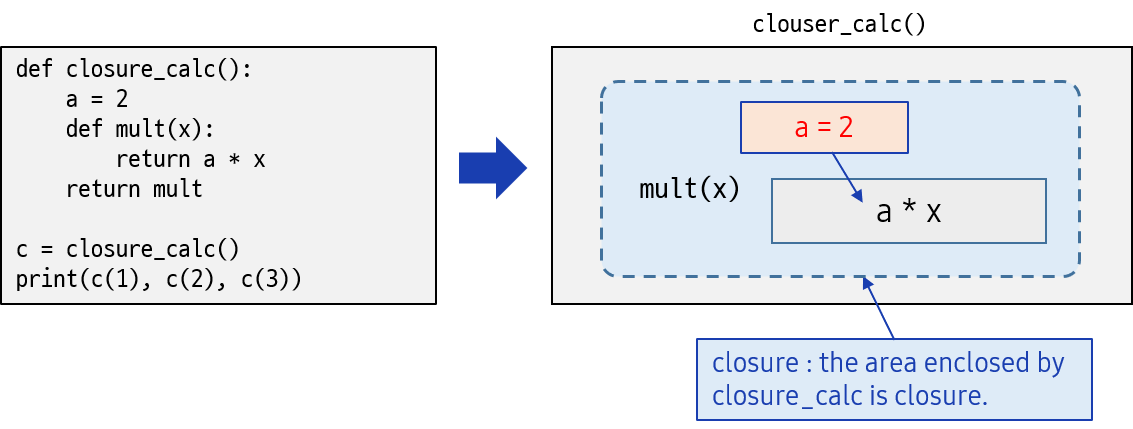 def closure_calc():
    a = 2
    def mult(x):
        return a * x
    return mult

c = closure_calc()
print(c(1), c(2), c(3))
clouser_calc()
a = 2
mult(x)
a * x
closure : the area enclosed by
closure_calc is closure.